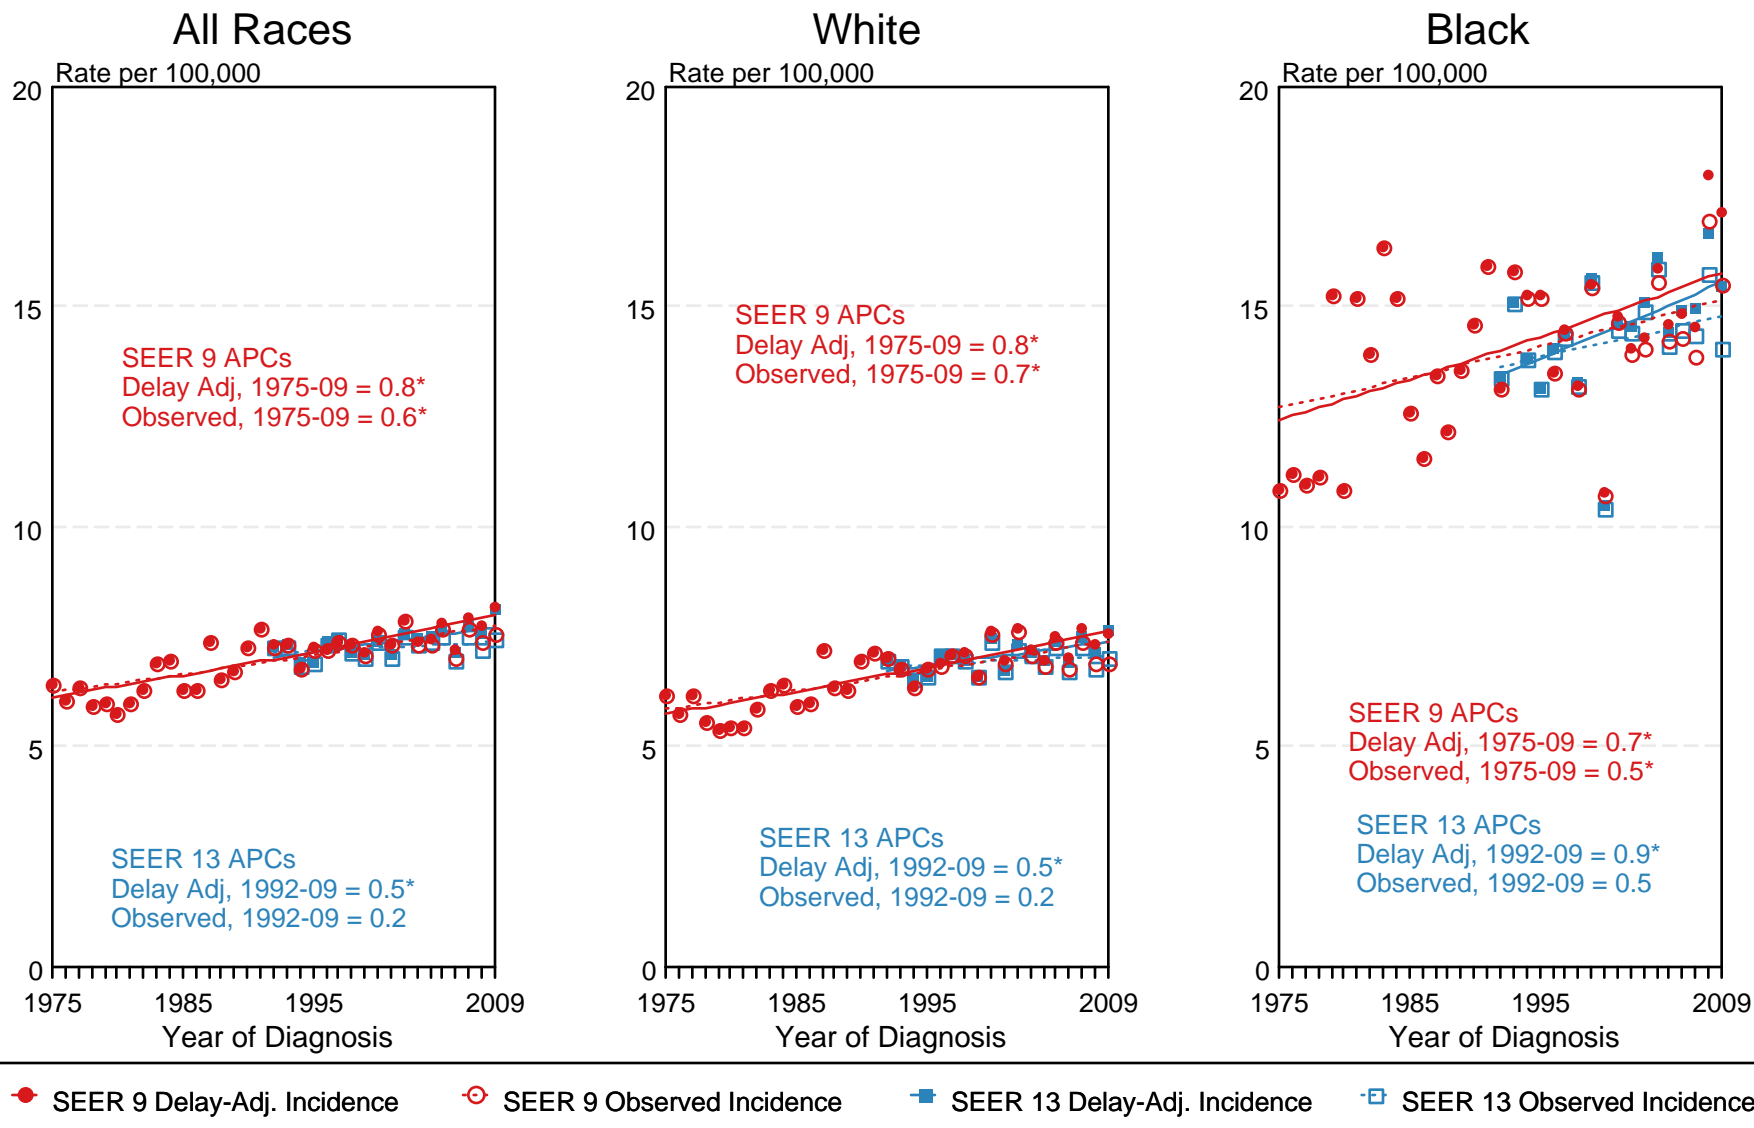 All Races
Rate per 100,000
20
15
10
5
0
SEER 9 APCs
Delay Adj, 1975-09 = 0.8*
Observed, 1975-09 = 0.6*
SEER 13 APCs
Delay Adj, 1992-09 = 0.5*
Observed, 1992-09 = 0.2
1975 1985 1995 2009
Year of Diagnosis
White
Rate per 100,000
20
15
10
5
0
SEER 9 APCs
Delay Adj, 1975-09 = 0.8*
Observed, 1975-09 = 0.7*
SEER 13 APCs
Delay Adj, 1992-09 = 0.5*
Observed, 1992-09 = 0.2
1975 1985 1995 2009
Year of Diagnosis
Black
Rate per 100,000
20
15
10
5
0
SEER 9 APCs
Delay Adj, 1975-09 = 0.7*
Observed, 1975-09 = 0.5*
SEER 13 APCs
Delay Adj, 1992-09 = 0.9*
Observed, 1992-09 = 0.5
1975 1985 1995 2009
Year of Diagnosis
SEER 9 Delay-Adj. Incidence SEER 9 Observed Incidence SEER 13 Delay-Adj. Incidence SEER 13 Observed Incidence